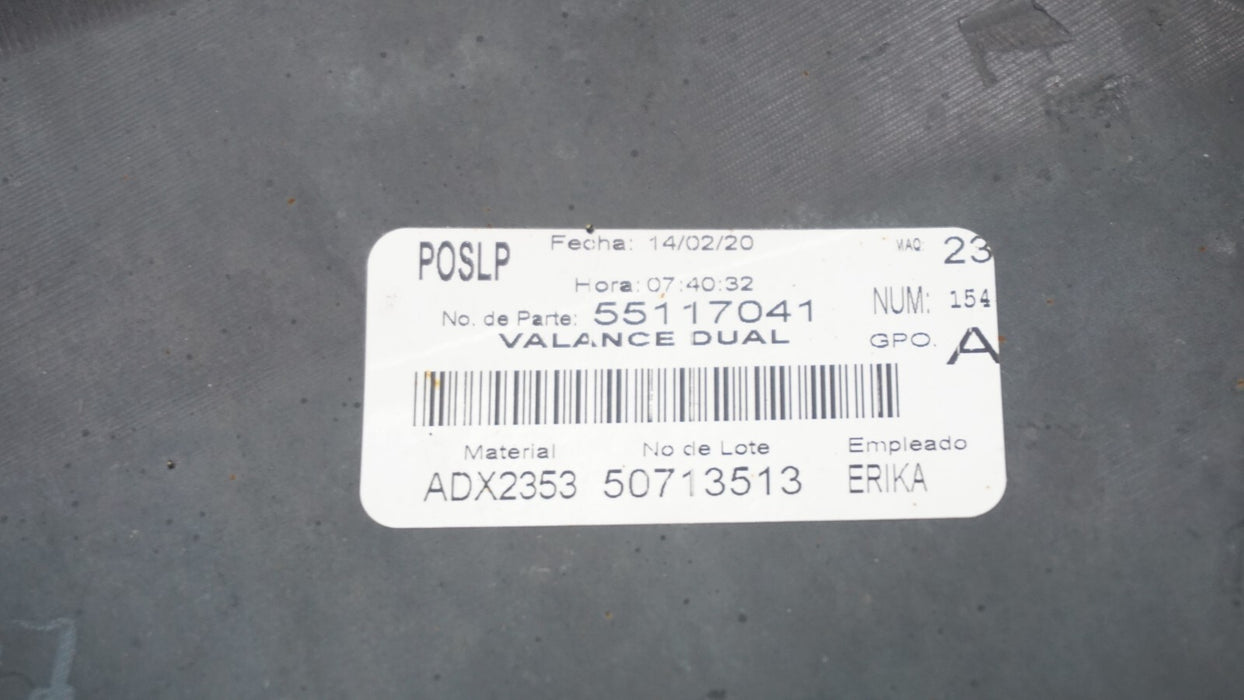 POSLP Fecha: 14/02/20 MAQ 23
Hora: 07:40:32
No. de Parte: 55117041 NUM: 154
VALANCE DUAL GPO. A
Material No de Lote Empleado
ADX2353 50713513 ERIKA